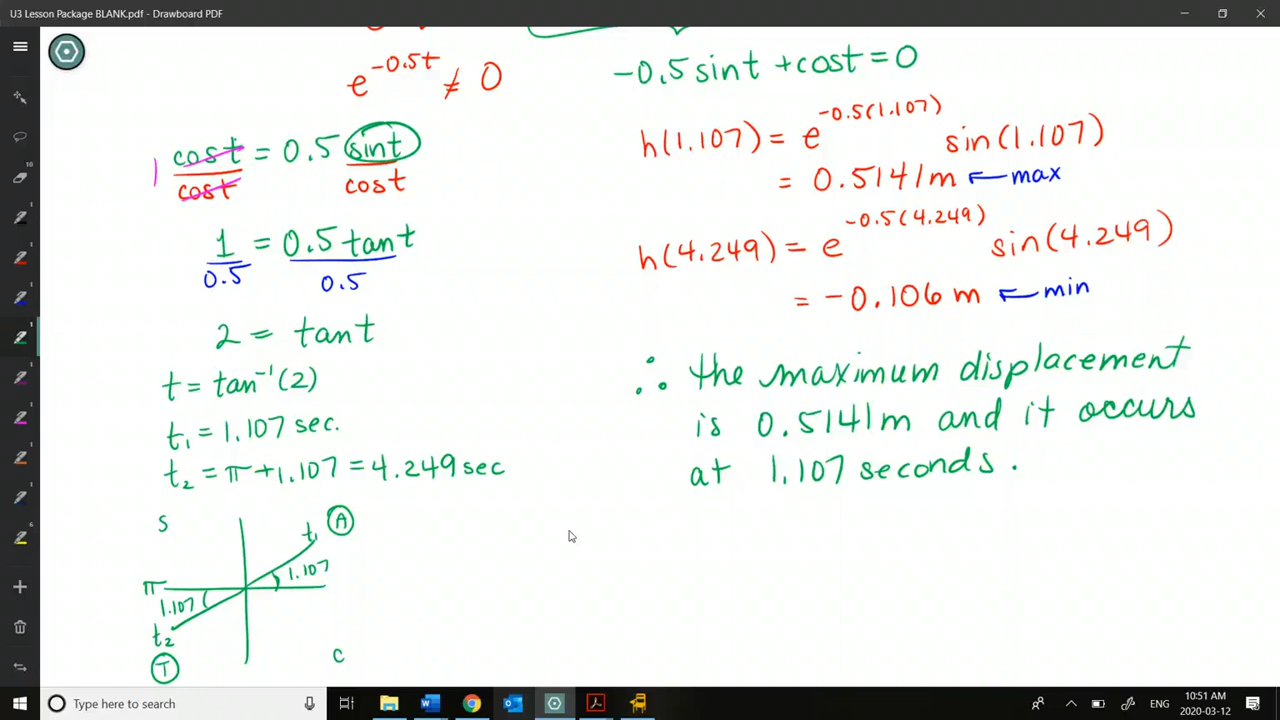 U3 Lesson Package BLANK.pdf - Drawboard PDF
e^{-0.5t} ≠ 0
1 cost/cost = 0.5 sint/cost
1/0.5 = 0.5 tant/0.5
2 = tant
t = tan⁻¹(2)
t₁ = 1.107 sec.
t₂ = π + 1.107 = 4.249 sec
S
t₁ A
1.107
π
1.107
t₂
T
C
-0.5 sint + cost = 0
h(1.107) = e^{-0.5(1.107)} sin(1.107)
= 0.5141m ← max
h(4.249) = e^{-0.5(4.249)} sin(4.249)
= -0.106 m ← min
∴ the maximum displacement
is 0.5141m and it occurs
at 1.107 seconds.
Type here to search
ENG
10:51 AM
2020-03-12